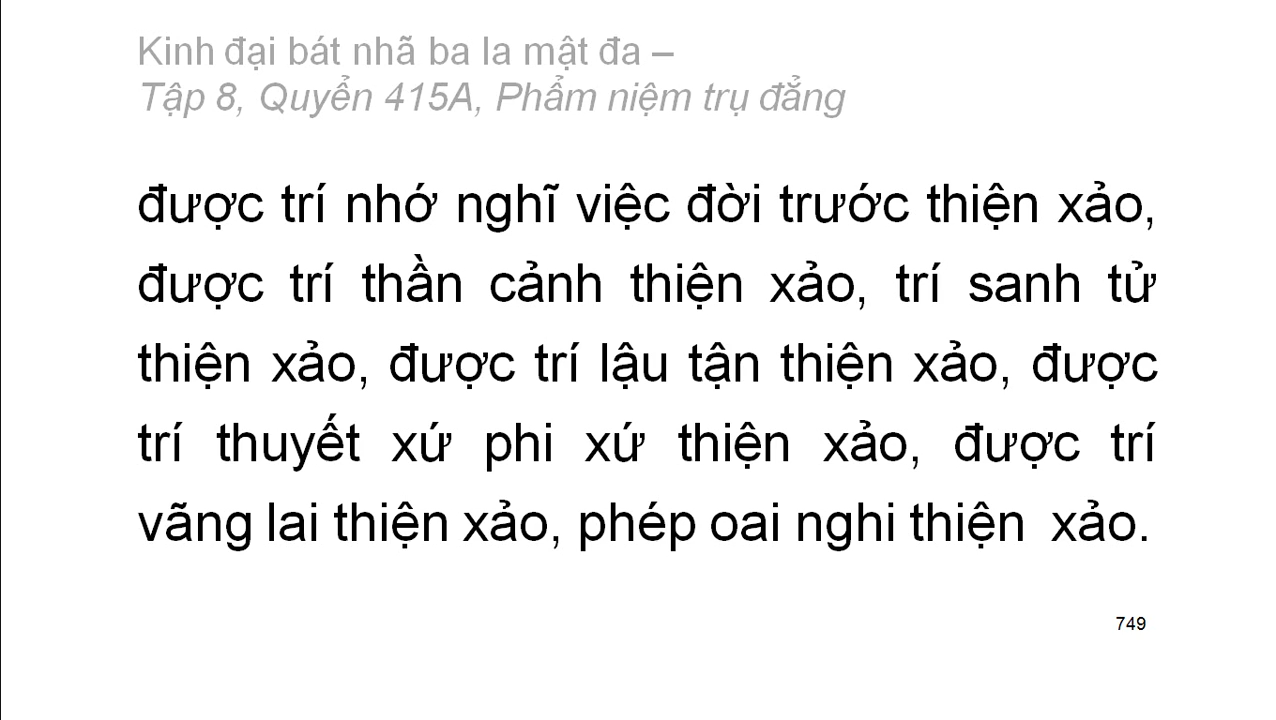 Kinh đại bát nhã ba la mật đa –
Tập 8, Quyển 415A, Phẩm niệm trụ đẳng
được trí nhớ nghĩ việc đời trước thiện xảo,
được trí thần cảnh thiện xảo, trí sanh tử
thiện xảo, được trí lậu tận thiện xảo, được
trí thuyết xứ phi xứ thiện xảo, được trí
vãng lai thiện xảo, phép oai nghi thiện xảo.
749